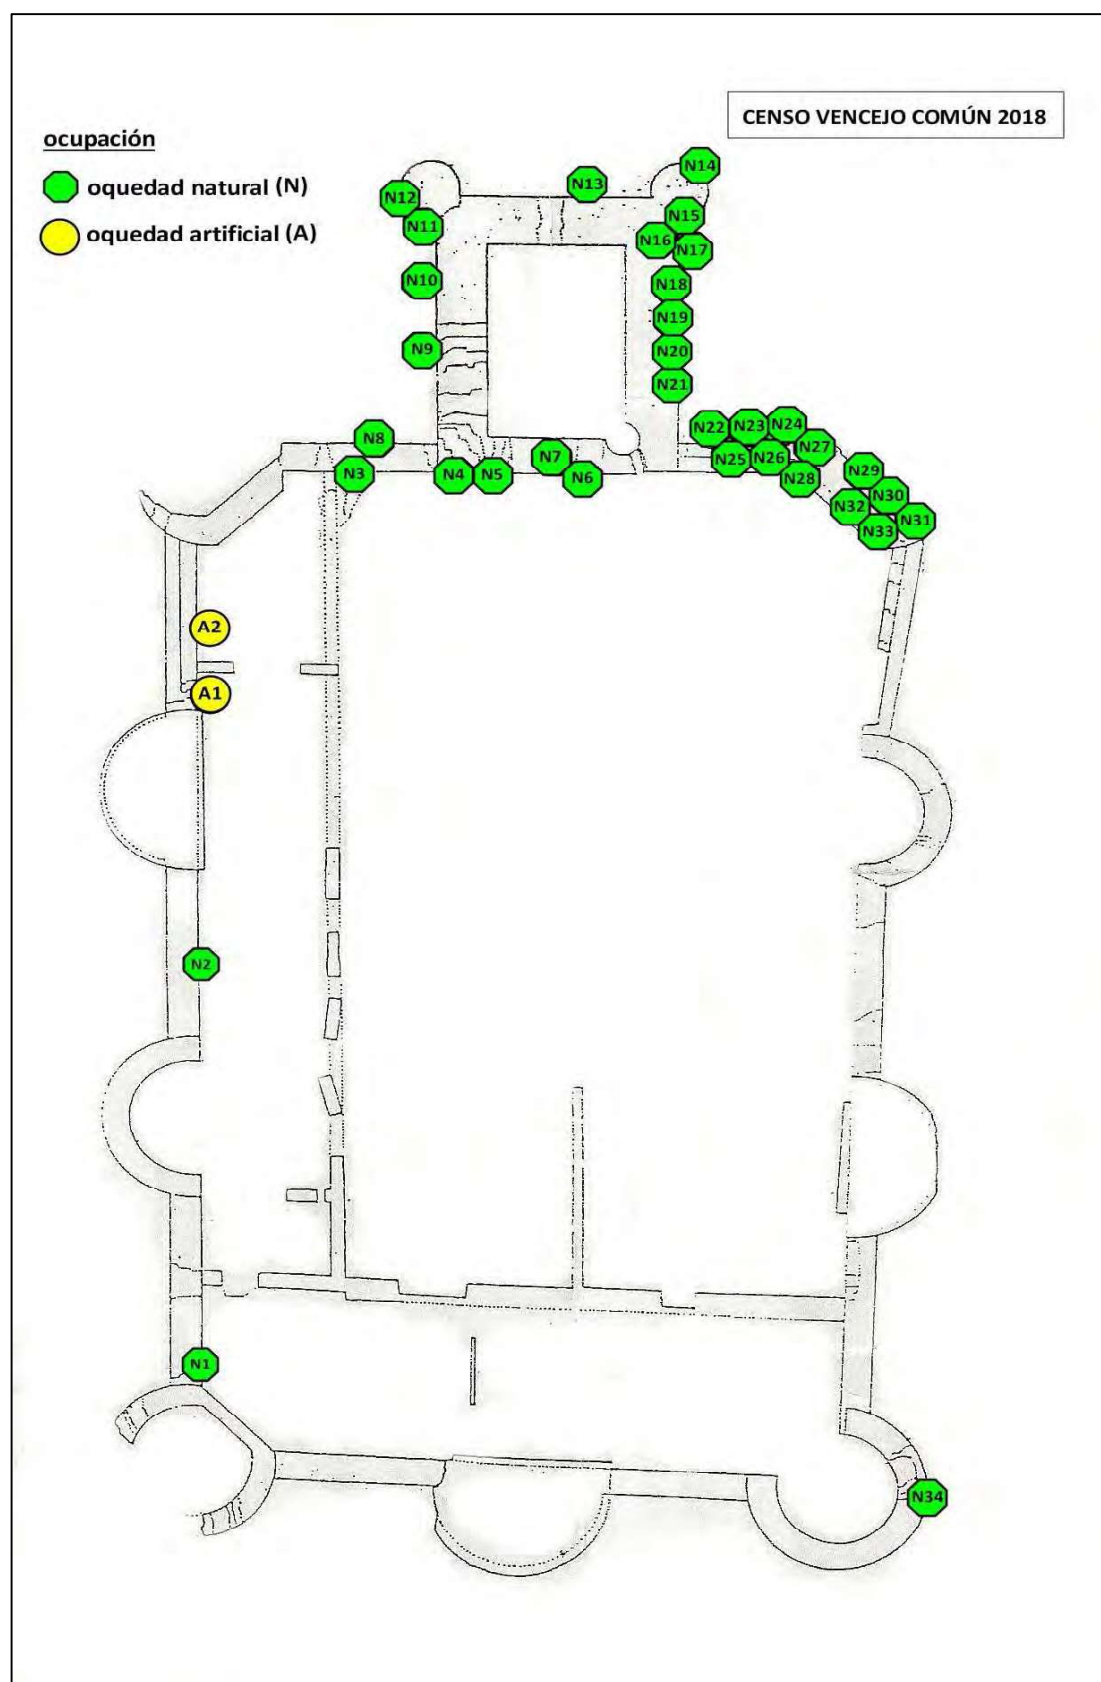 CENSO VENCEJO COMÚN 2018
ocupación
oquedad natural (N)
oquedad artificial (A)
N14
N13
N12
N15
N11
N16
N17
N10
N18
N19
N9
N20
N21
N8
N22
N23
N24
N27
N7
N25
N26
N3
N4
N5
N6
N28
N29
N30
N32
N31
N33
A2
A1
N2
N1
N34